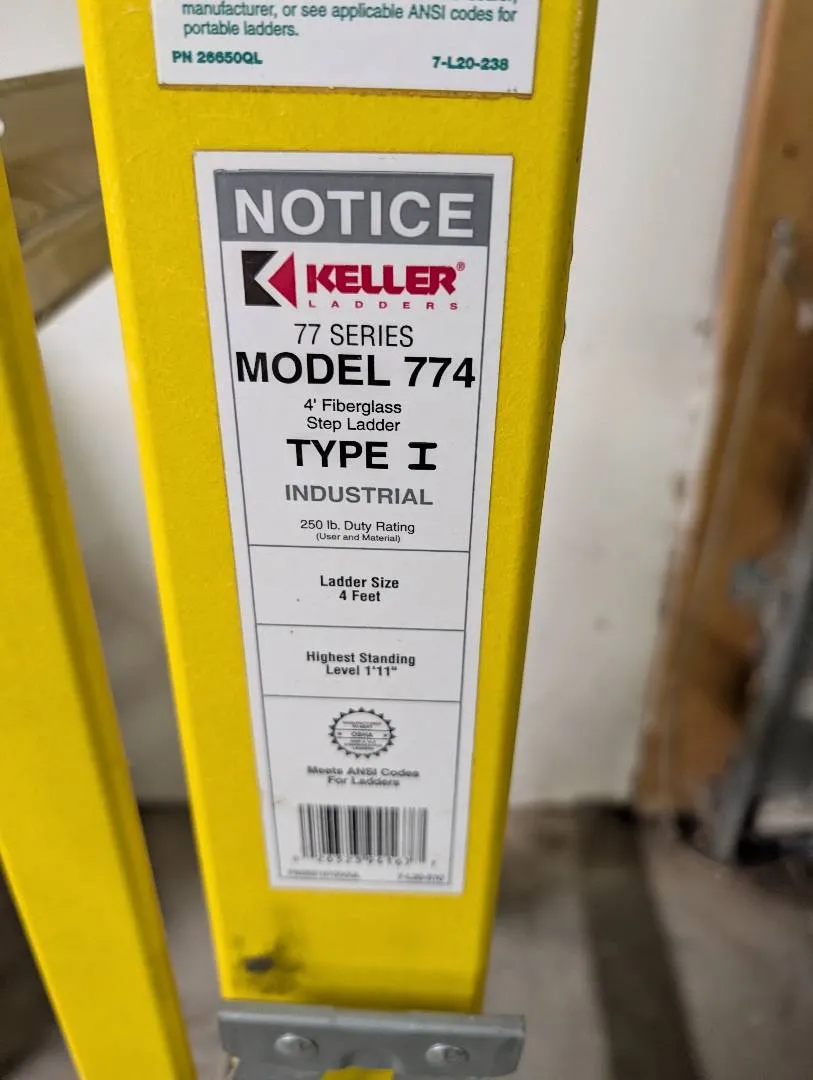 manufacturer, or see applicable ANSI codes for
portable ladders.
PN 26650QL 7-L20-238
NOTICE
KELLER®
LADDERS
77 SERIES
MODEL 774
4' Fiberglass
Step Ladder
TYPE I
INDUSTRIAL
250 lb. Duty Rating
(User and Material)
Ladder Size
4 Feet
Highest Standing
Level 1'11"
OSHA
Meets ANSI Codes
For Ladders